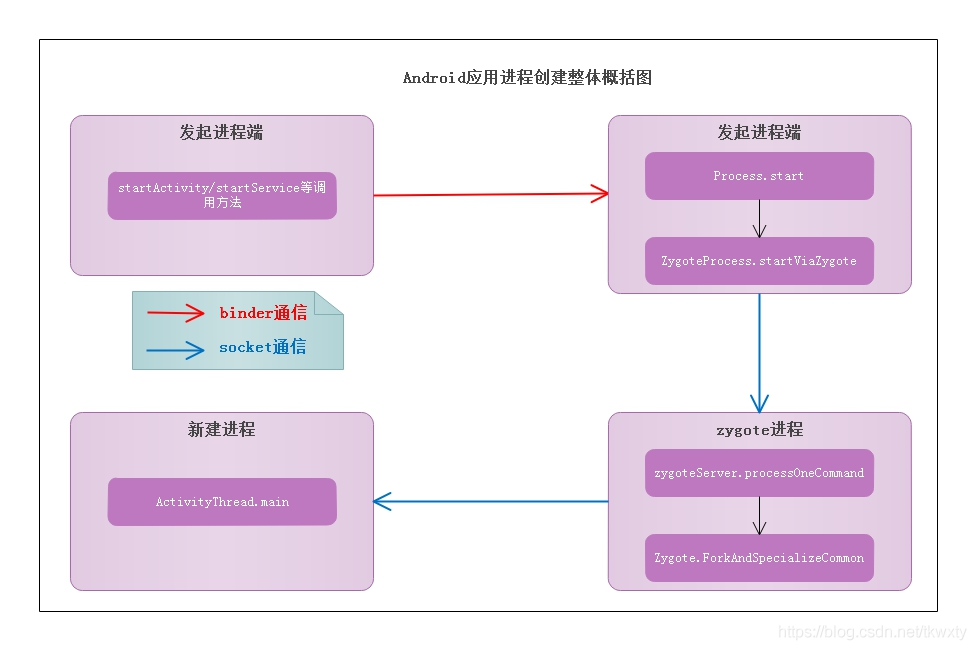 Android应用进程创建整体概括图
发起进程端
startActivity/startService等调
用方法
发起进程端
Process.start
ZygoteProcess.startViaZygote
binder通信
socket通信
新建进程
ActivityThread.main
zygote进程
zygoteServer.processOneCommand
Zygote.ForkAndSpecializeCommon
https://blog.csdn.net/tkwxty